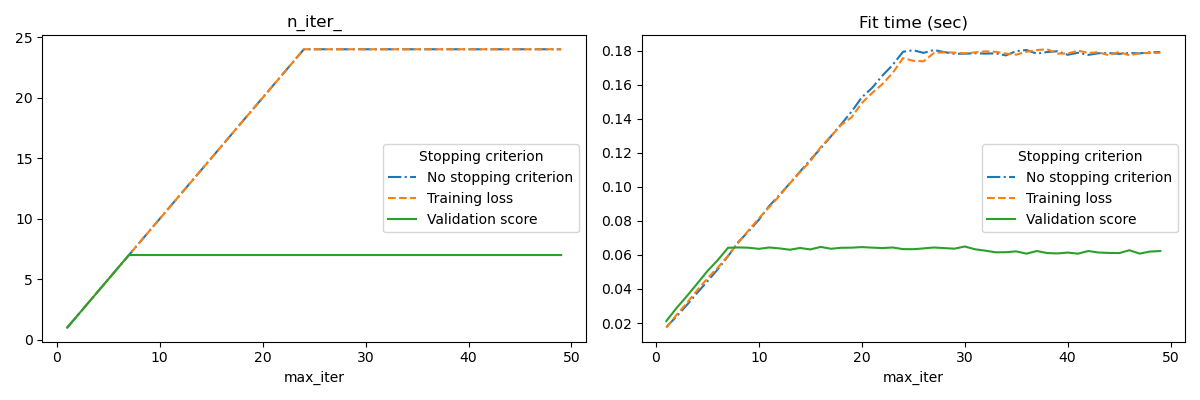 n_iter_
25
20
15
10
5
0
0 10 20 30 40 50
max_iter
Stopping criterion
No stopping criterion
Training loss
Validation score
Fit time (sec)
0.18
0.16
0.14
0.12
0.10
0.08
0.06
0.04
0.02
0 10 20 30 40 50
max_iter
Stopping criterion
No stopping criterion
Training loss
Validation score